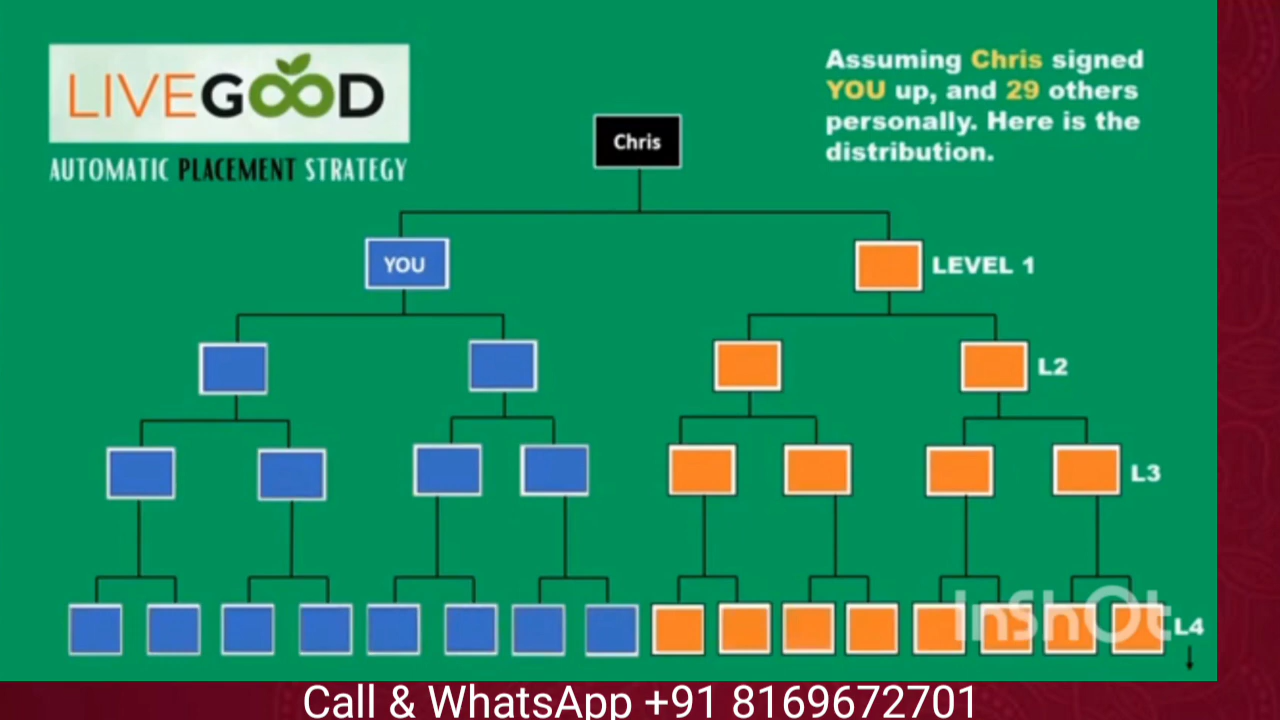 LIVEGOOD
AUTOMATIC PLACEMENT STRATEGY
Assuming Chris signed
YOU up, and 29 others
personally. Here is the
distribution.
Chris
YOU
LEVEL 1
L2
L3
InShOt
L4
Call & WhatsApp +91 8169672701